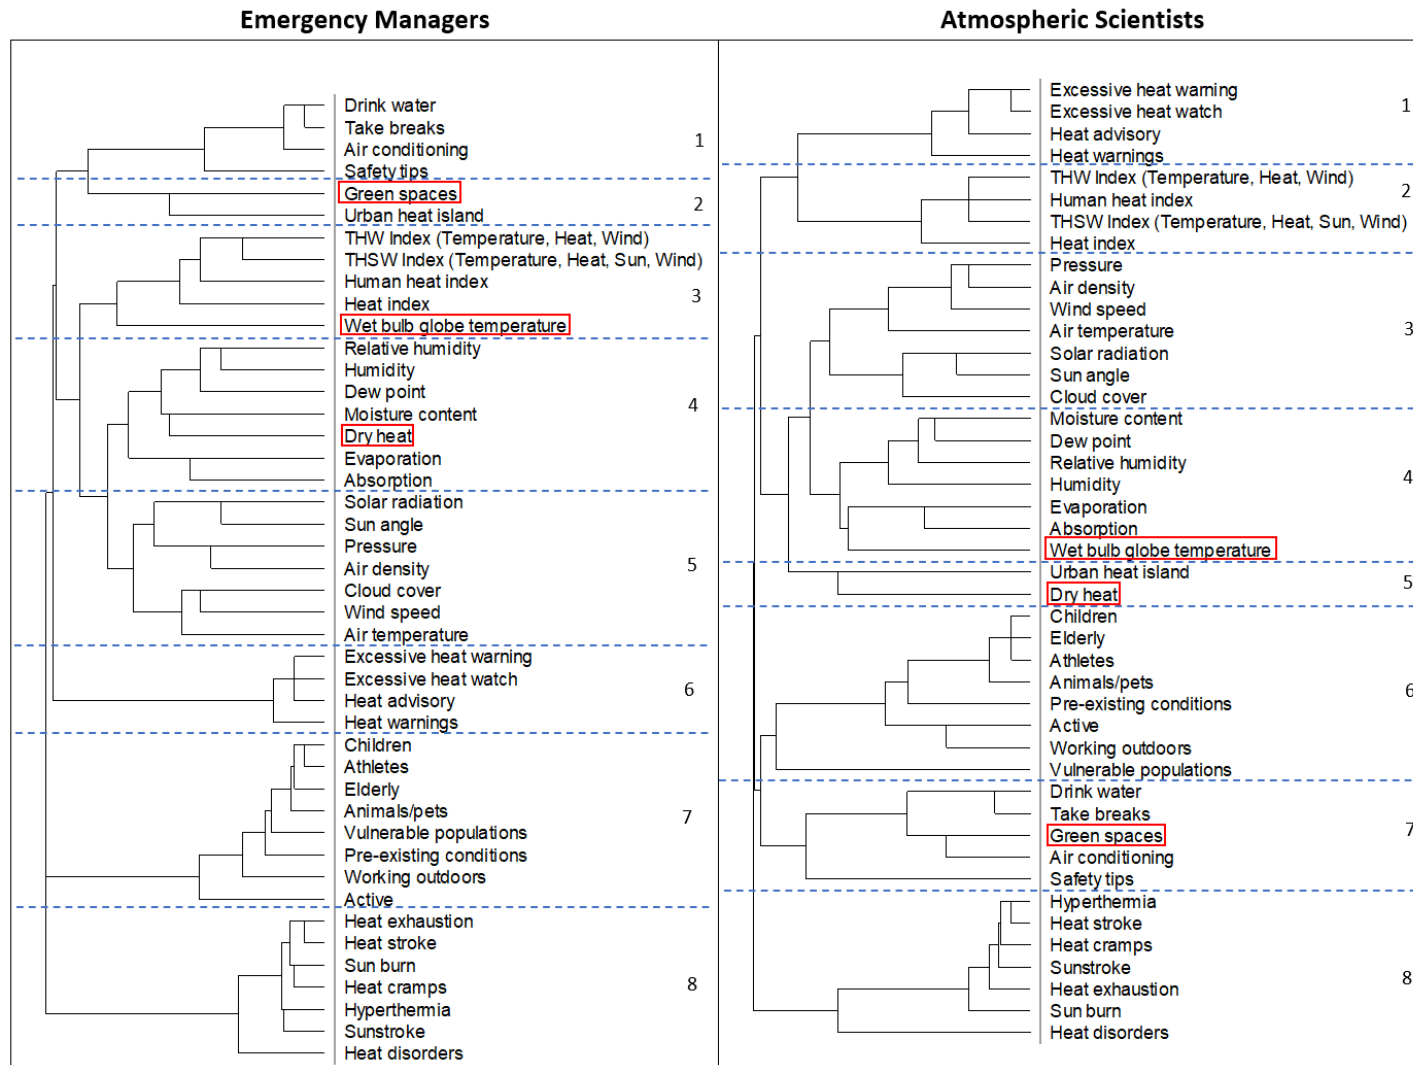 Emergency Managers
Drink water
Take breaks
Air conditioning
Safety tips
1
Green spaces
Urban heat island
2
THW Index (Temperature, Heat, Wind)
THSW Index (Temperature, Heat, Sun, Wind)
Human heat index
Heat index
Wet bulb globe temperature
3
Relative humidity
Humidity
Dew point
Moisture content
Dry heat
Evaporation
Absorption
4
Solar radiation
Sun angle
Pressure
Air density
Cloud cover
Wind speed
Air temperature
5
Excessive heat warning
Excessive heat watch
Heat advisory
Heat warnings
6
Children
Athletes
Elderly
Animals/pets
Vulnerable populations
Pre-existing conditions
Working outdoors
Active
7
Heat exhaustion
Heat stroke
Sun burn
Heat cramps
Hyperthermia
Sunstroke
Heat disorders
8
Atmospheric Scientists
Excessive heat warning
Excessive heat watch
Heat advisory
Heat warnings
1
THW Index (Temperature, Heat, Wind)
Human heat index
THSW Index (Temperature, Heat, Sun, Wind)
Heat index
2
Pressure
Air density
Wind speed
Air temperature
Solar radiation
Sun angle
Cloud cover
3
Moisture content
Dew point
Relative humidity
Humidity
Evaporation
Absorption
Wet bulb globe temperature
4
Urban heat island
Dry heat
5
Children
Elderly
Athletes
Animals/pets
Pre-existing conditions
Active
Working outdoors
Vulnerable populations
6
Drink water
Take breaks
Green spaces
Air conditioning
Safety tips
7
Hyperthermia
Heat stroke
Heat cramps
Sunstroke
Heat exhaustion
Sun burn
Heat disorders
8